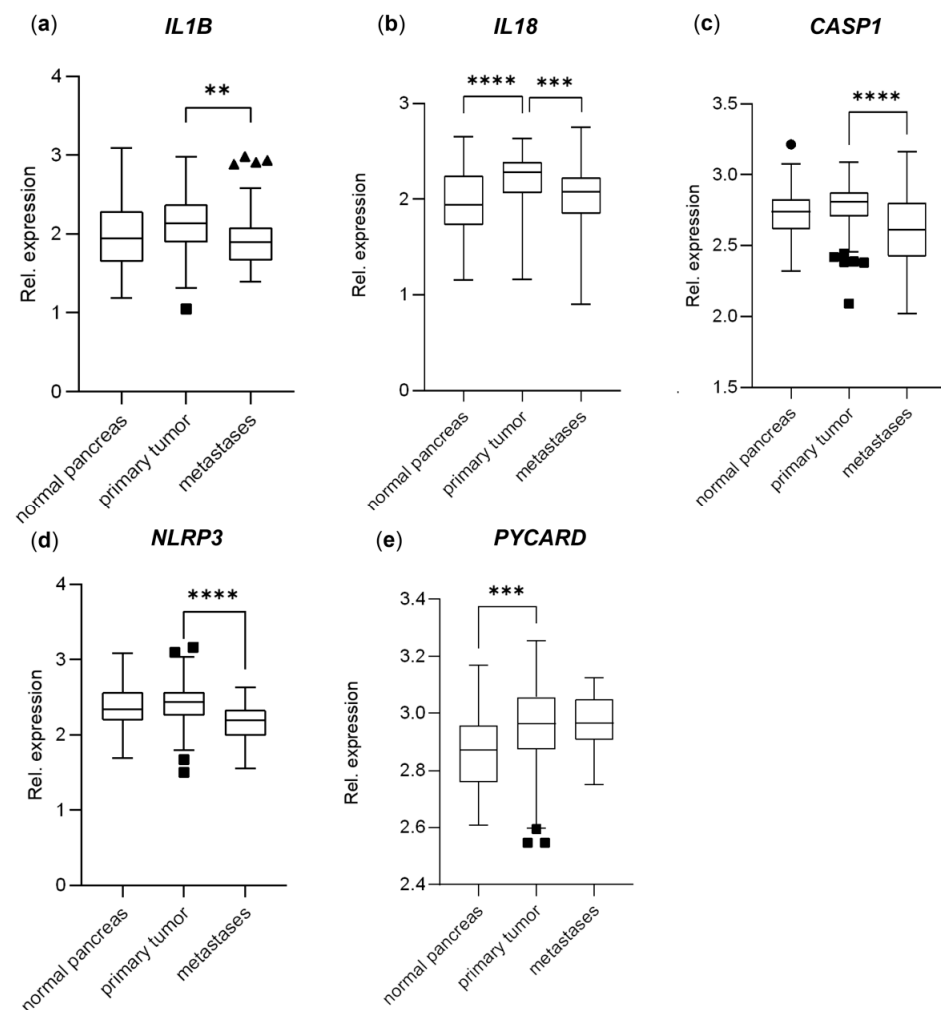 (a) IL1B
4
3
2
1
0
Rel. expression
**
normal pancreas
primary tumor
metastases
(b) IL18
3
2
1
0
Rel. expression
****
***
normal pancreas
primary tumor
metastases
(c) CASP1
3.5
3.0
2.5
2.0
1.5
Rel. expression
****
normal pancreas
primary tumor
metastases
(d) NLRP3
4
3
2
1
0
Rel. expression
****
normal pancreas
primary tumor
metastases
(e) PYCARD
3.4
3.2
3.0
2.8
2.6
2.4
Rel. expression
***
normal pancreas
primary tumor
metastases